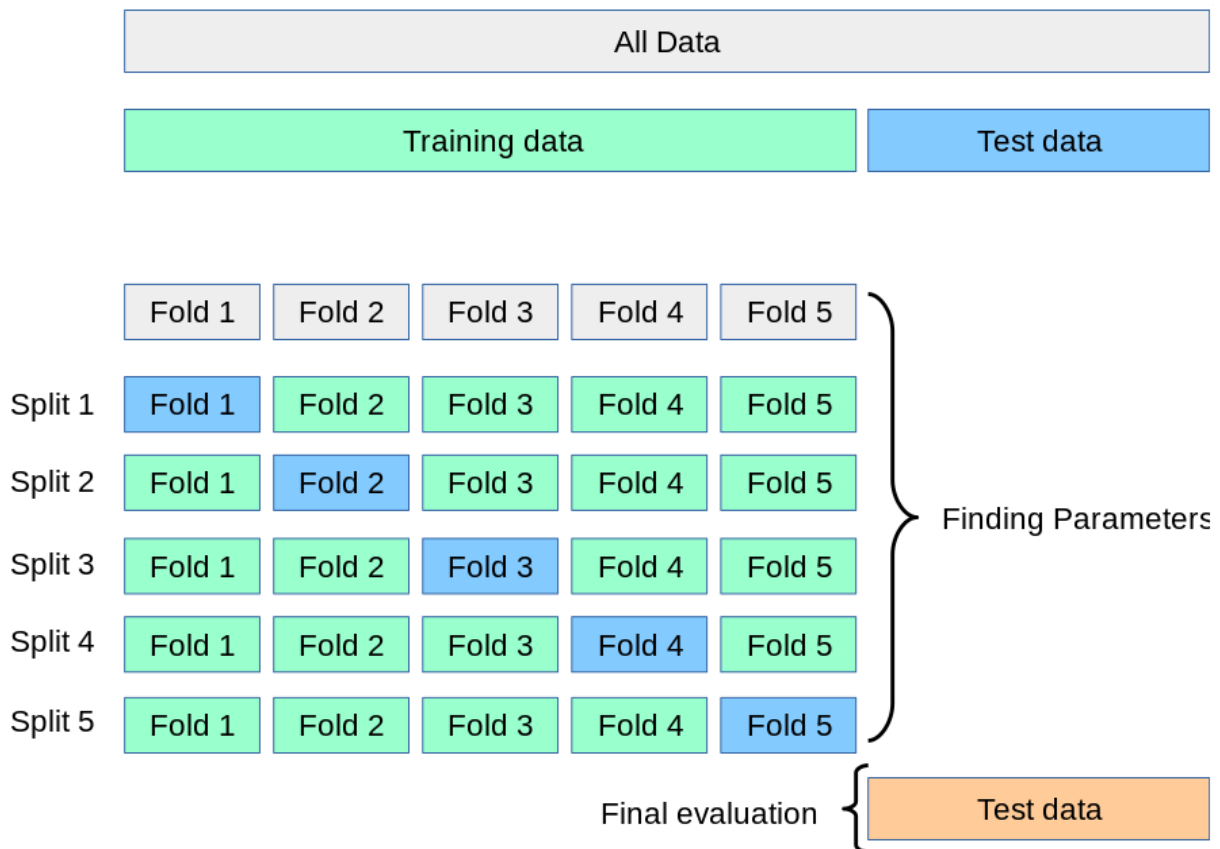 All Data
Training data Test data
Fold 1 Fold 2 Fold 3 Fold 4 Fold 5
Split 1 Fold 1 Fold 2 Fold 3 Fold 4 Fold 5
Split 2 Fold 1 Fold 2 Fold 3 Fold 4 Fold 5
Finding Parameters
Split 3 Fold 1 Fold 2 Fold 3 Fold 4 Fold 5
Split 4 Fold 1 Fold 2 Fold 3 Fold 4 Fold 5
Split 5 Fold 1 Fold 2 Fold 3 Fold 4 Fold 5
Final evaluation Test data